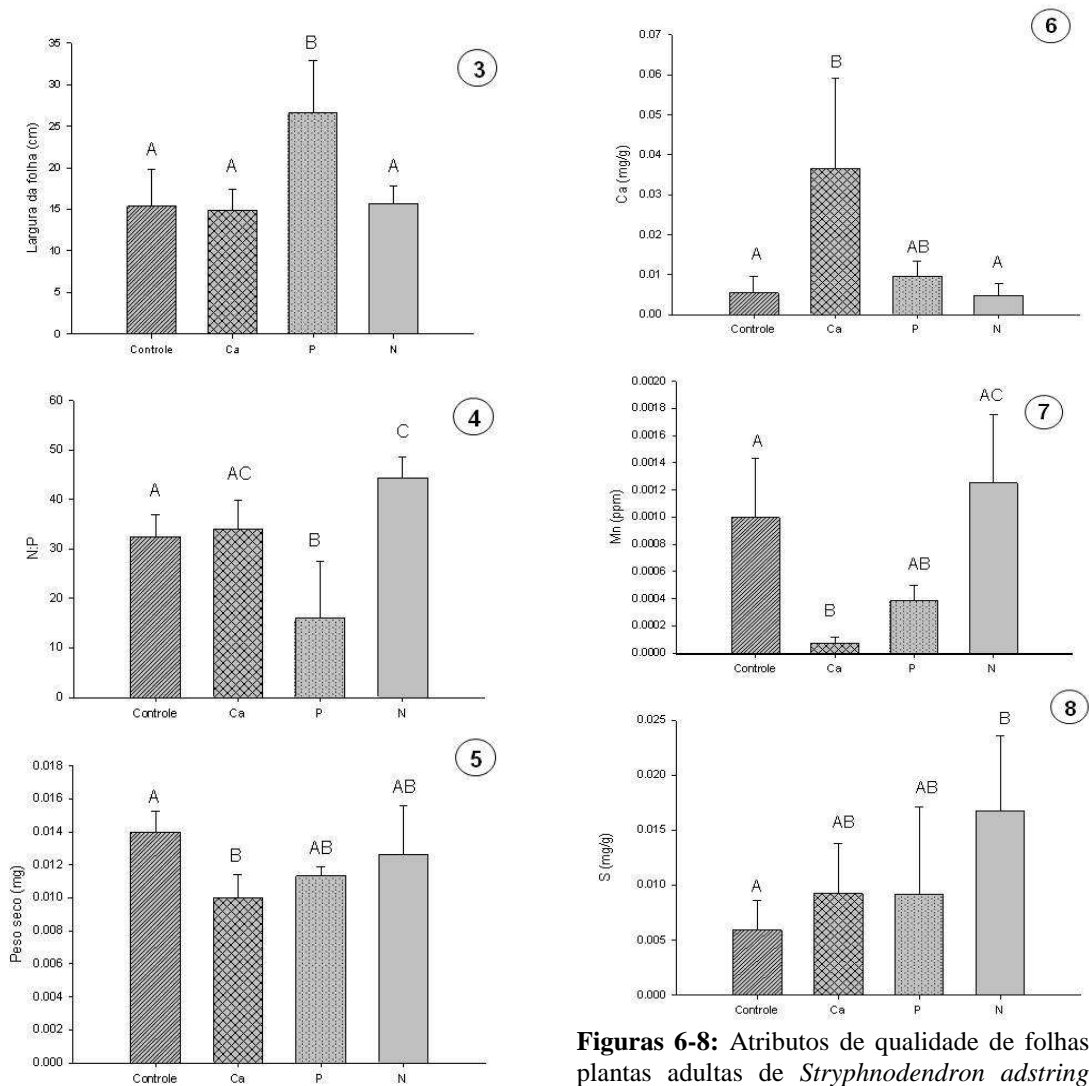 3
35
30
25
20
15
10
5
0
Largura da folha (cm)
A
A
B
A
Controle
Ca
P
N
4
60
50
40
30
20
10
0
N:P
A
AC
B
C
Controle
Ca
P
N
5
0.018
0.016
0.014
0.012
0.010
0.008
0.006
0.004
0.002
0.000
Peso seco (mg)
A
B
AB
AB
Controle
Ca
P
N
6
0.07
0.06
0.05
0.04
0.03
0.02
0.01
0.00
Ca (mg/g)
A
B
AB
A
Controle
Ca
P
N
7
0.0020
0.0018
0.0016
0.0014
0.0012
0.0010
0.0008
0.0006
0.0004
0.0002
0.0000
Mn (ppm)
A
B
AB
AC
Controle
Ca
P
N
8
0.025
0.020
0.015
0.010
0.005
0.000
S (mg/g)
A
AB
AB
B
Controle
Ca
P
N
Figuras 6-8: Atributos de qualidade de folhas
plantas adultas de Stryphnodendron adstring